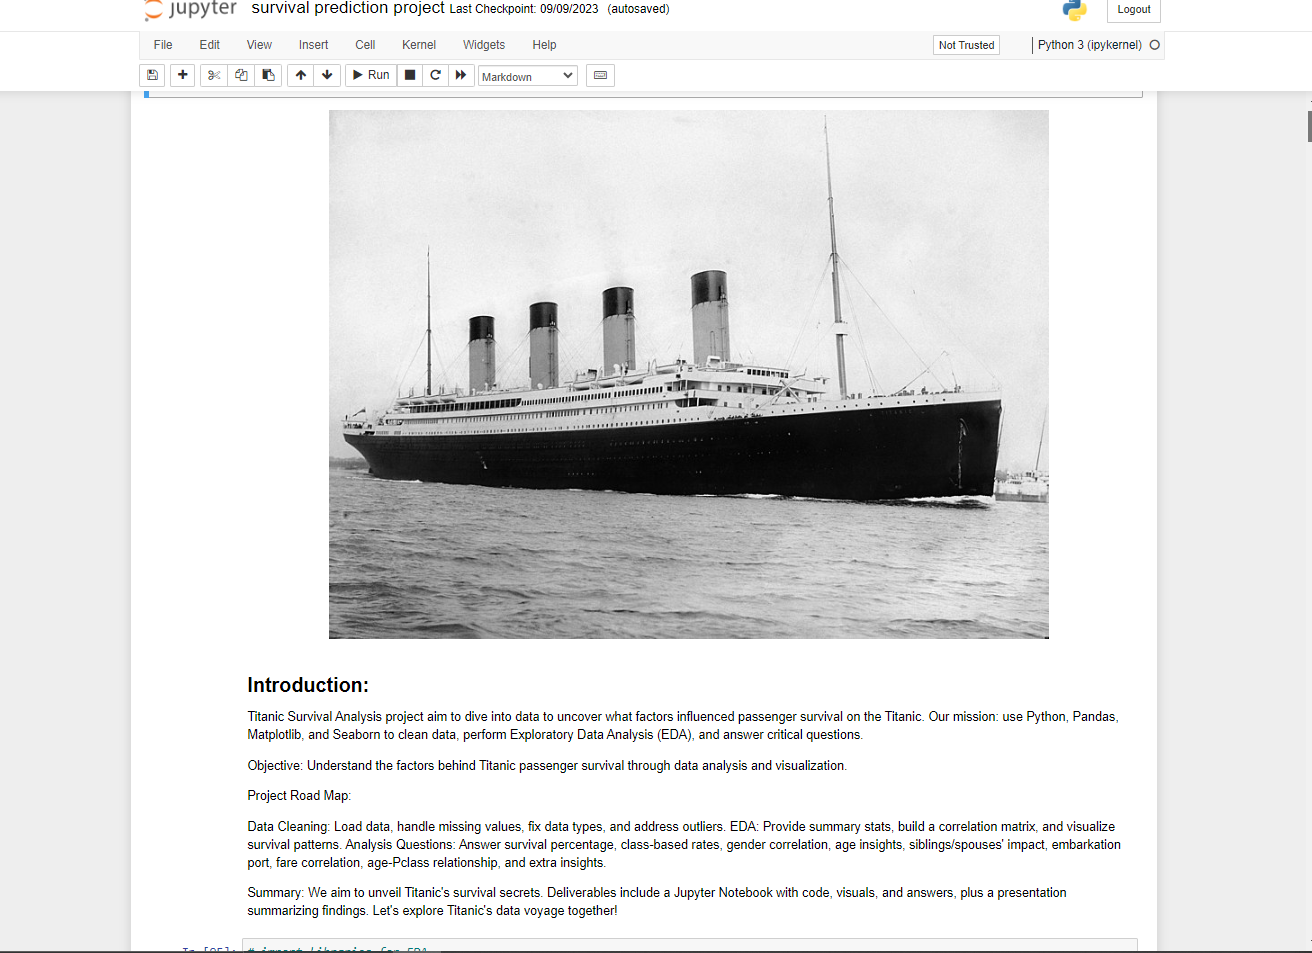 jupyter survival prediction project Last Checkpoint: 09/09/2023 (autosaved) Logout
File Edit View Insert Cell Kernel Widgets Help Not Trusted Python 3 (ipykernel)
Run Markdown
Introduction:
Titanic Survival Analysis project aim to dive into data to uncover what factors influenced passenger survival on the Titanic. Our mission: use Python, Pandas,
Matplotlib, and Seaborn to clean data, perform Exploratory Data Analysis (EDA), and answer critical questions.
Objective: Understand the factors behind Titanic passenger survival through data analysis and visualization.
Project Road Map:
Data Cleaning: Load data, handle missing values, fix data types, and address outliers. EDA: Provide summary stats, build a correlation matrix, and visualize
survival patterns. Analysis Questions: Answer survival percentage, class-based rates, gender correlation, age insights, siblings/spouses' impact, embarkation
port, fare correlation, age-Pclass relationship, and extra insights.
Summary: We aim to unveil Titanic's survival secrets. Deliverables include a Jupyter Notebook with code, visuals, and answers, plus a presentation
summarizing findings. Let's explore Titanic's data voyage together!
# import libraries for EDA